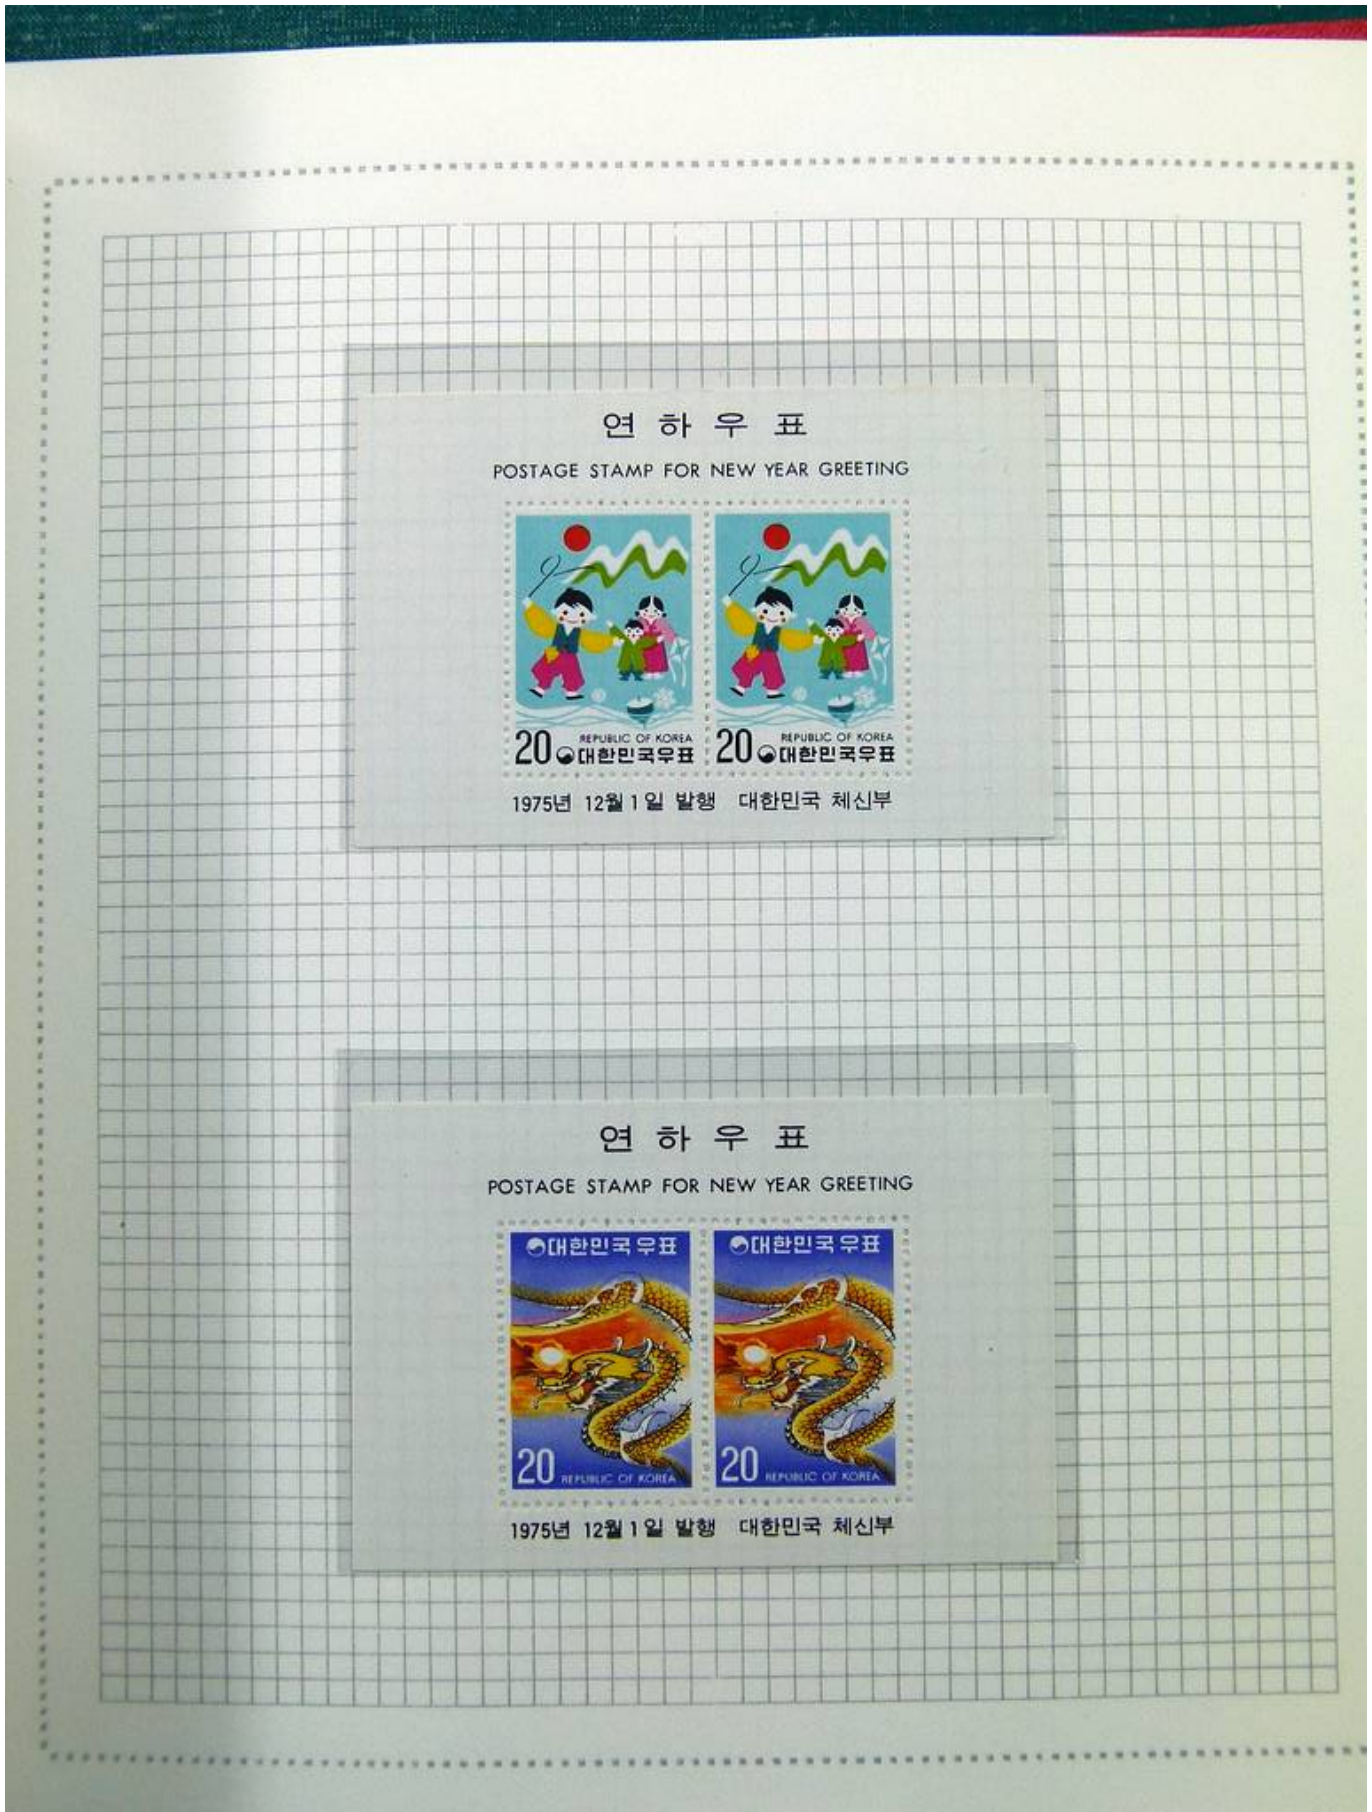 연하우표
POSTAGE STAMP FOR NEW YEAR GREETING
REPUBLIC OF KOREA REPUBLIC OF KOREA
20 대한민국우표 20 대한민국우표
1975년 12월 1일 발행 대한민국 체신부
연하우표
POSTAGE STAMP FOR NEW YEAR GREETING
대한민국우표 대한민국우표
20 REPUBLIC OF KOREA 20 REPUBLIC OF KOREA
1975년 12월 1일 발행 대한민국 체신부